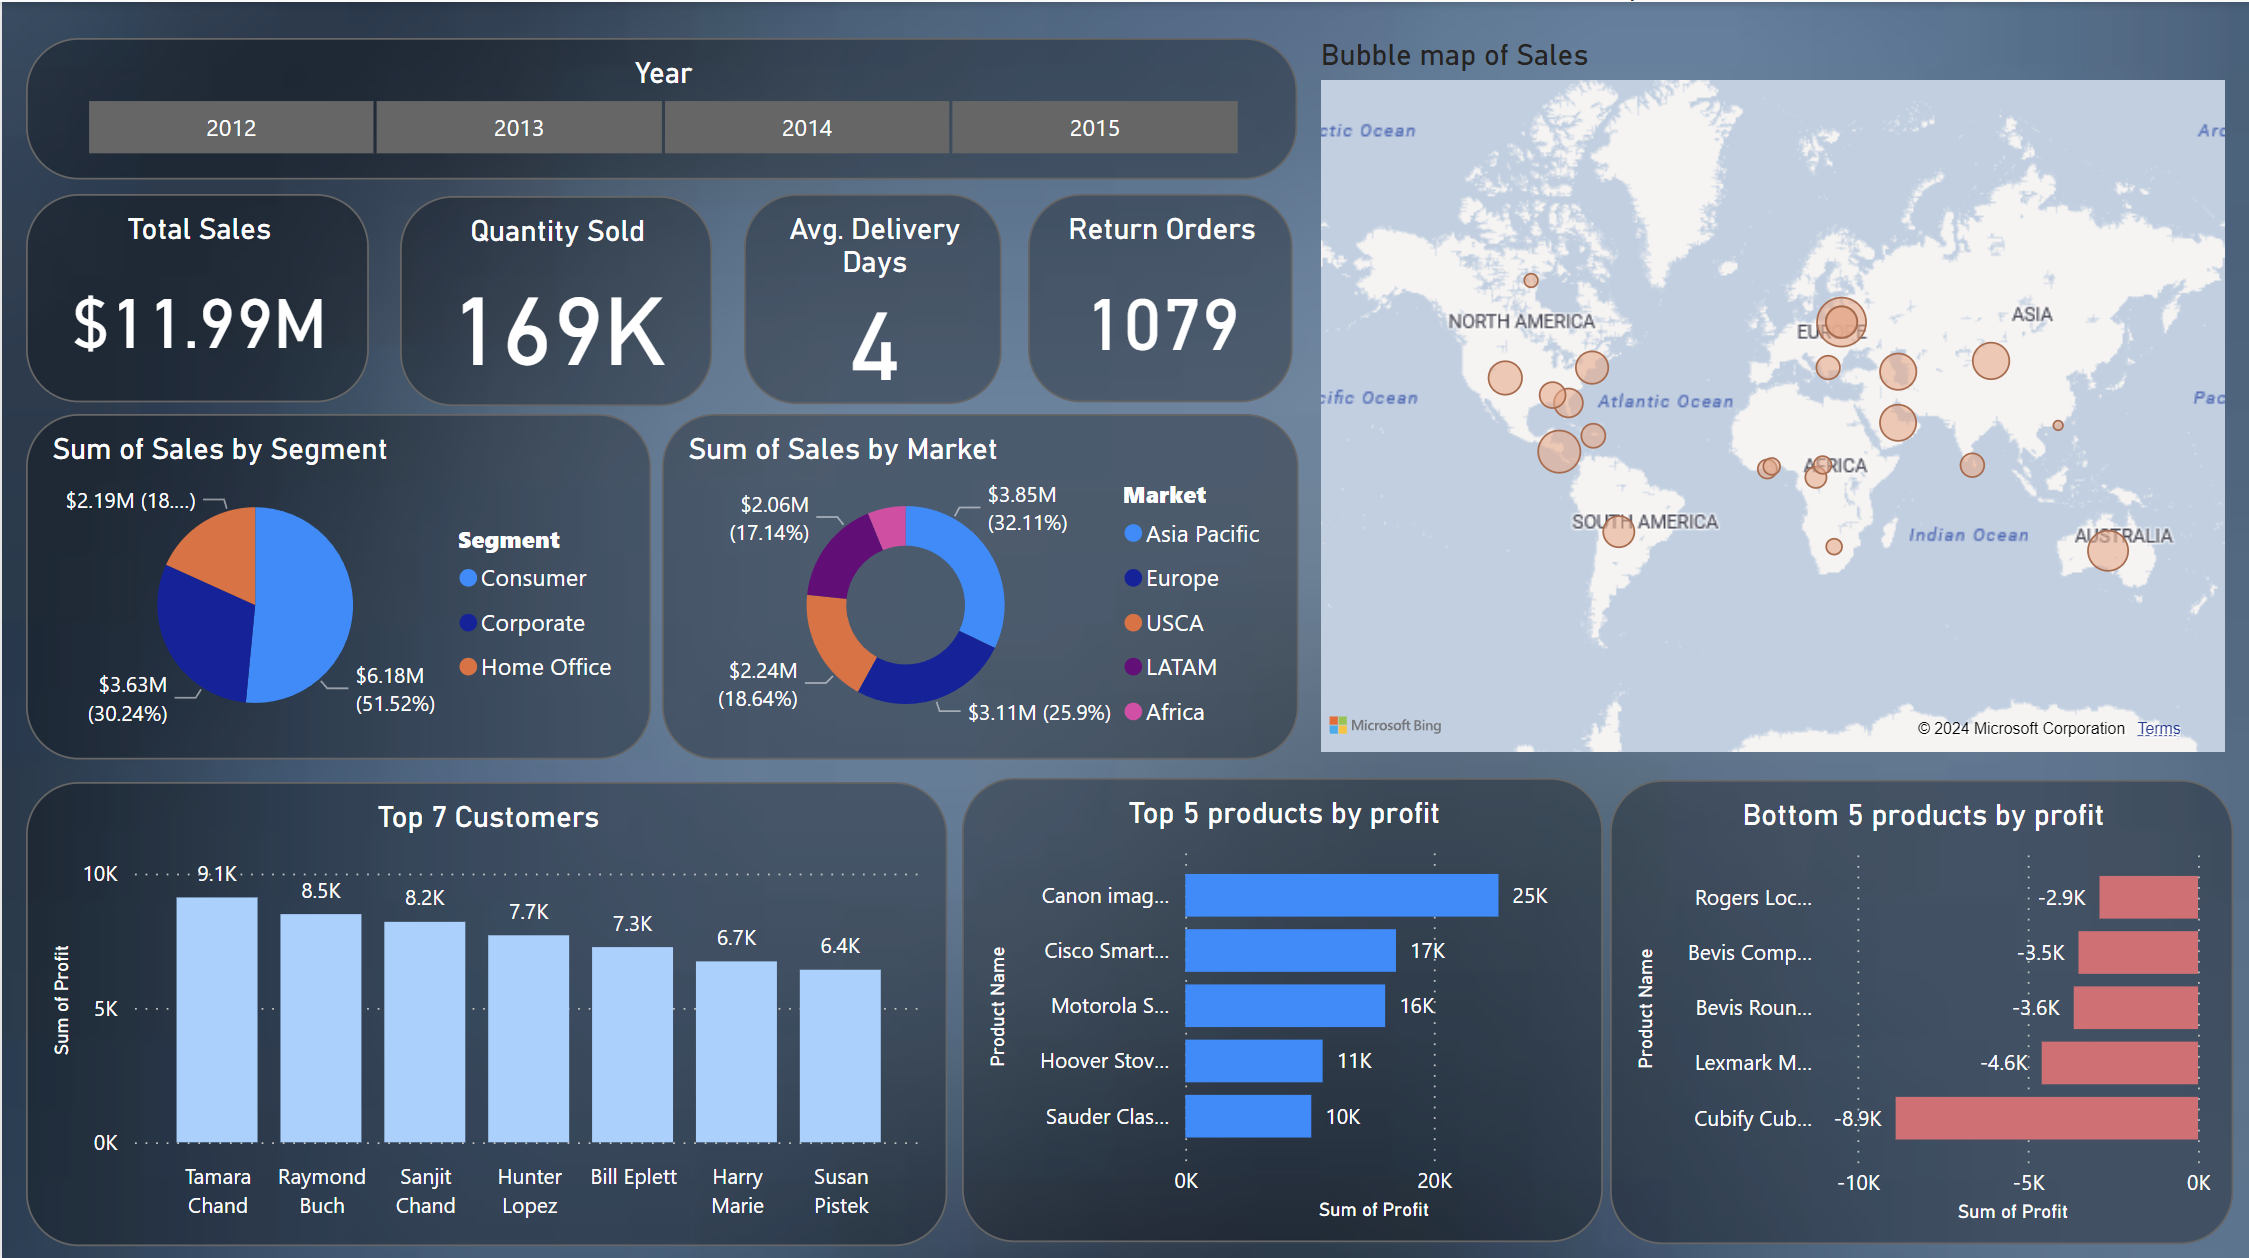 Year
2012
2013
2014
2015
Total Sales
$11.99M
Quantity Sold
169K
Avg. Delivery
Days
4
Return Orders
1079
Bubble map of Sales
ctic Ocean
Arc
NORTH AMERICA
EUROPE
ASIA
cific Ocean
Atlantic Ocean
Pac
AFRICA
SOUTH AMERICA
Indian Ocean
AUSTRALIA
Microsoft Bing
© 2024 Microsoft Corporation
Terms
Sum of Sales by Segment
$2.19M (18....)
$3.63M
(30.24%)
$6.18M
(51.52%)
Segment
Consumer
Corporate
Home Office
Sum of Sales by Market
$2.06M
(17.14%)
$3.85M
(32.11%)
$2.24M
(18.64%)
$3.11M (25.9%)
Market
Asia Pacific
Europe
USCA
LATAM
Africa
Top 7 Customers
Sum of Profit
10K
5K
0K
9.1K
8.5K
8.2K
7.7K
7.3K
6.7K
6.4K
Tamara
Chand
Raymond
Buch
Sanjit
Chand
Hunter
Lopez
Bill Eplett
Harry
Marie
Susan
Pistek
Top 5 products by profit
Product Name
Canon imag...
25K
Cisco Smart...
17K
Motorola S...
16K
Hoover Stov...
11K
Sauder Clas...
10K
0K
20K
Sum of Profit
Bottom 5 products by profit
Product Name
Rogers Loc...
-2.9K
Bevis Comp...
-3.5K
Bevis Roun...
-3.6K
Lexmark M...
-4.6K
Cubify Cub...
-8.9K
-10K
-5K
0K
Sum of Profit